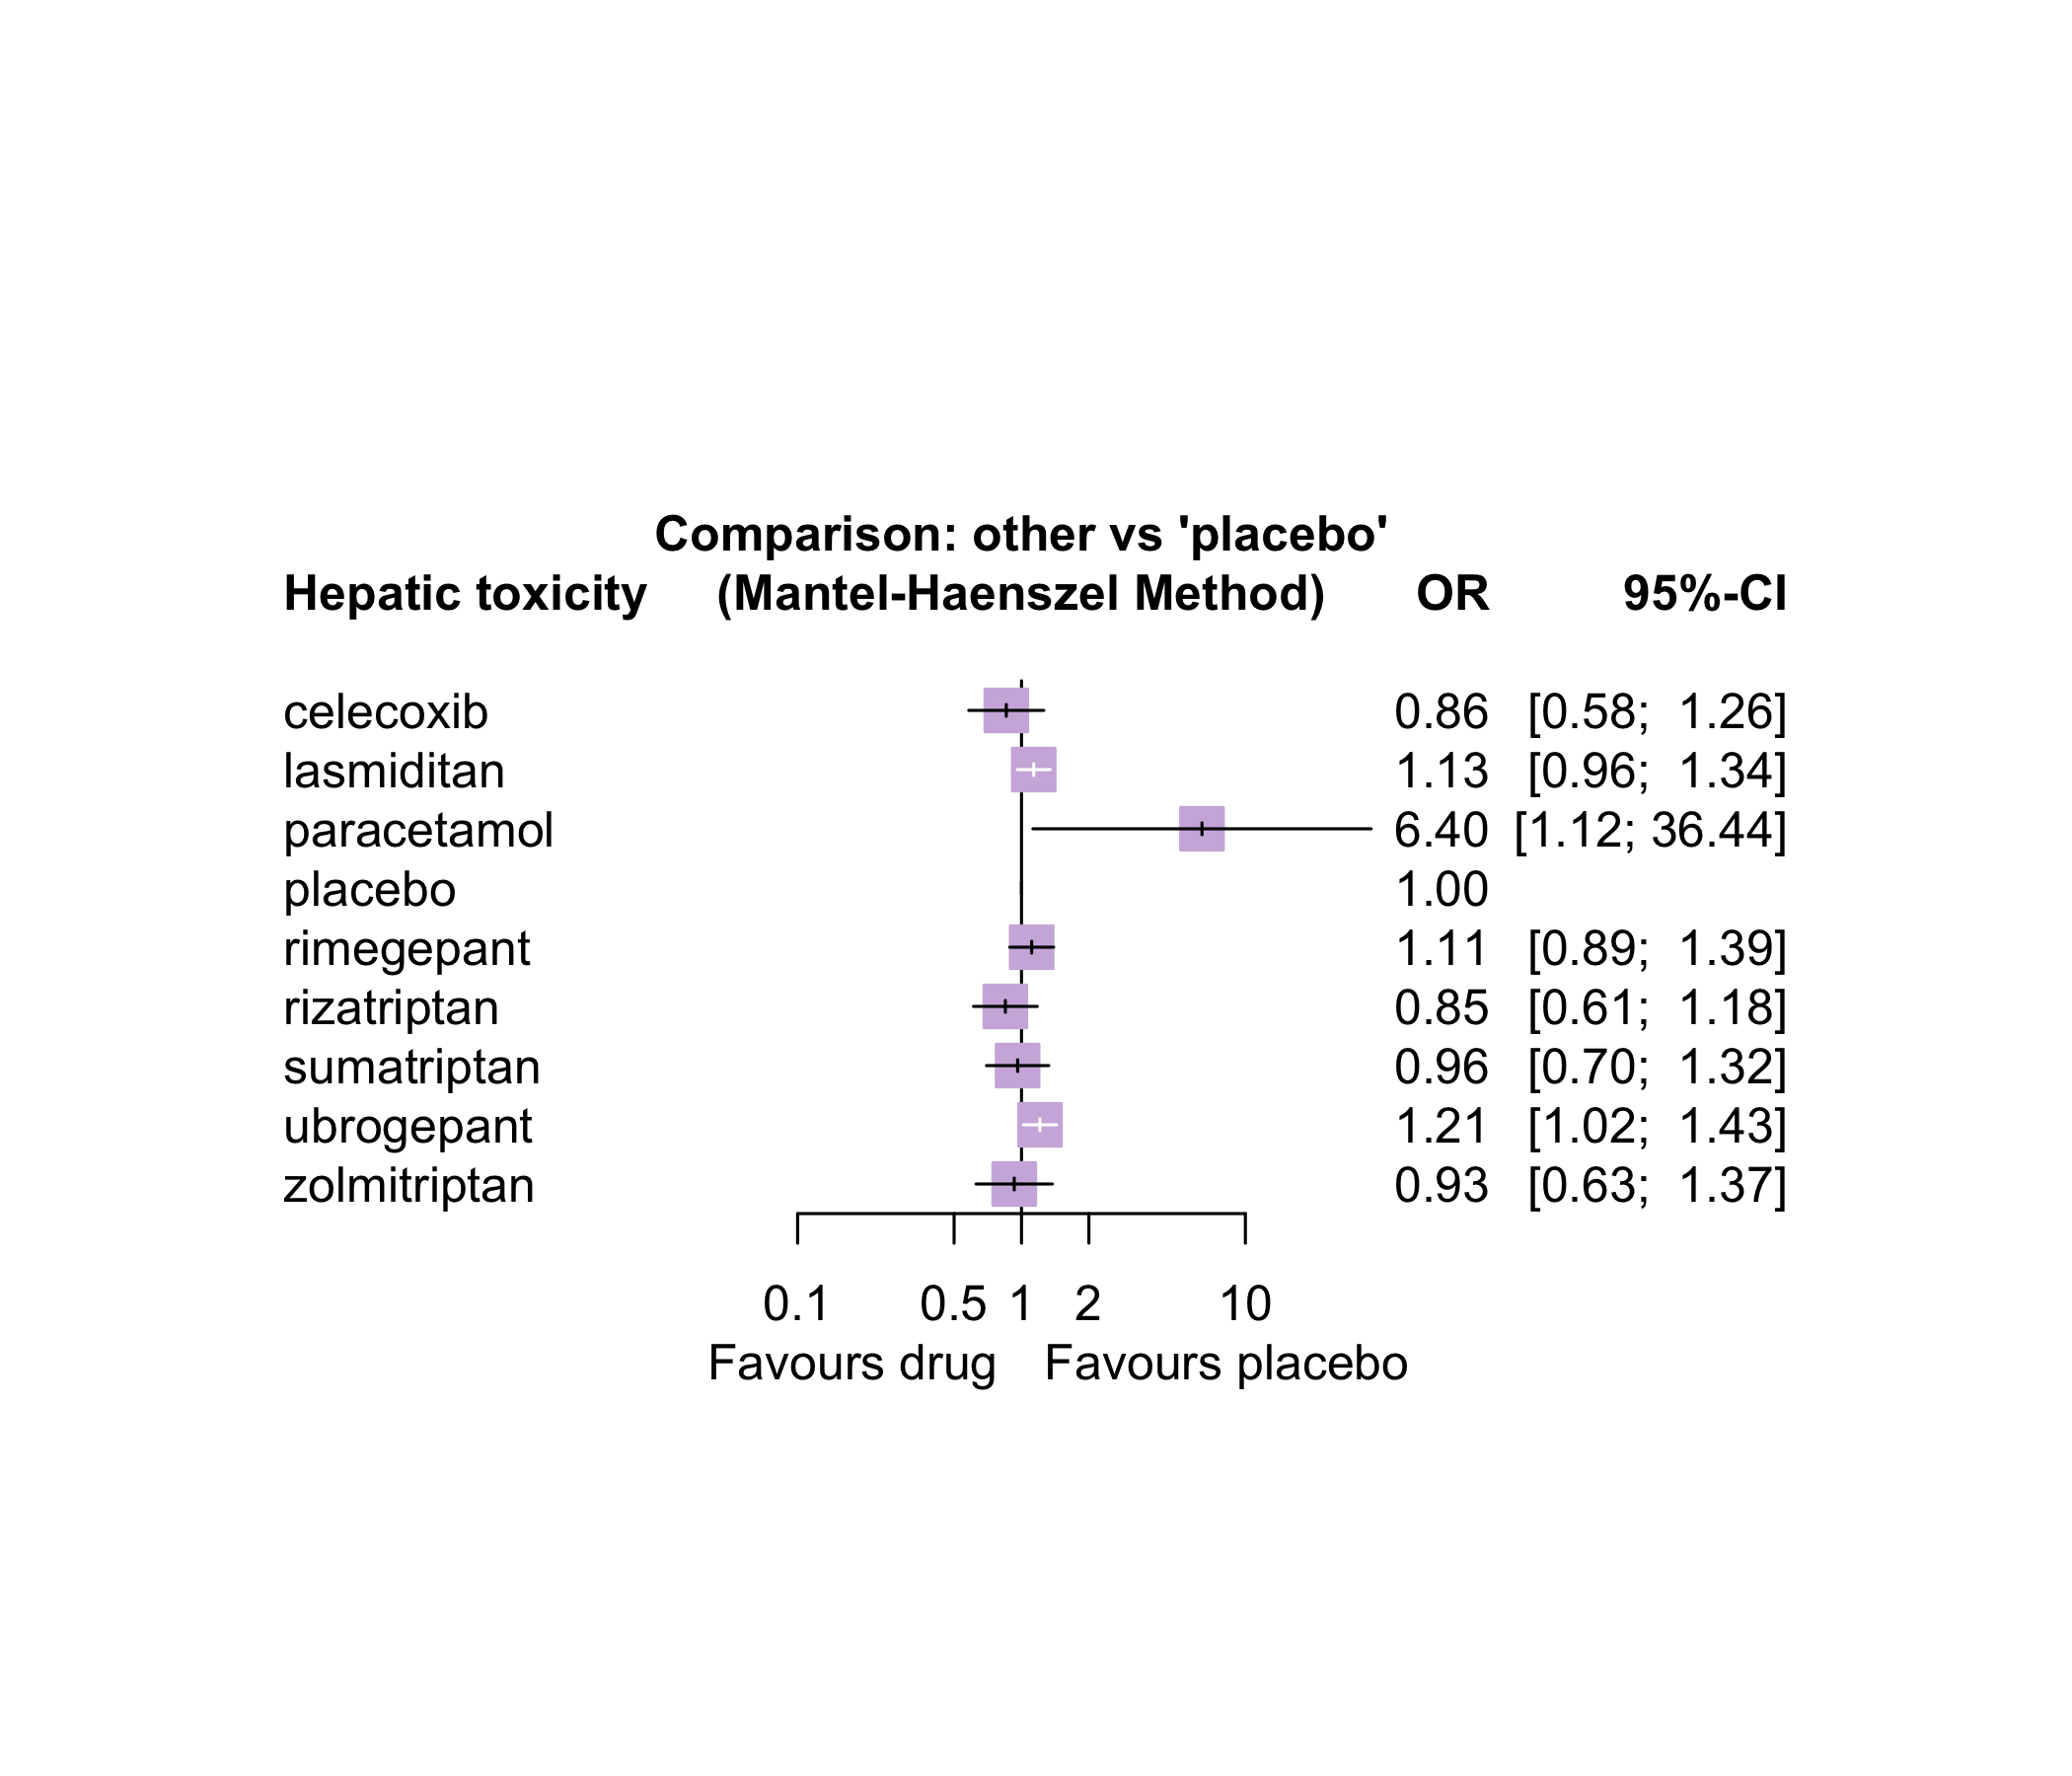 Comparison: other vs 'placebo'
Hepatic toxicity (Mantel-Haenszel Method) OR 95%-CI
celecoxib 0.86 [0.58; 1.26]
lasmiditan 1.13 [0.96; 1.34]
paracetamol 6.40 [1.12; 36.44]
placebo 1.00
rimegepant 1.11 [0.89; 1.39]
rizatriptan 0.85 [0.61; 1.18]
sumatriptan 0.96 [0.70; 1.32]
ubrogepant 1.21 [1.02; 1.43]
zolmitriptan 0.93 [0.63; 1.37]
0.1 0.5 1 2 10
Favours drug Favours placebo